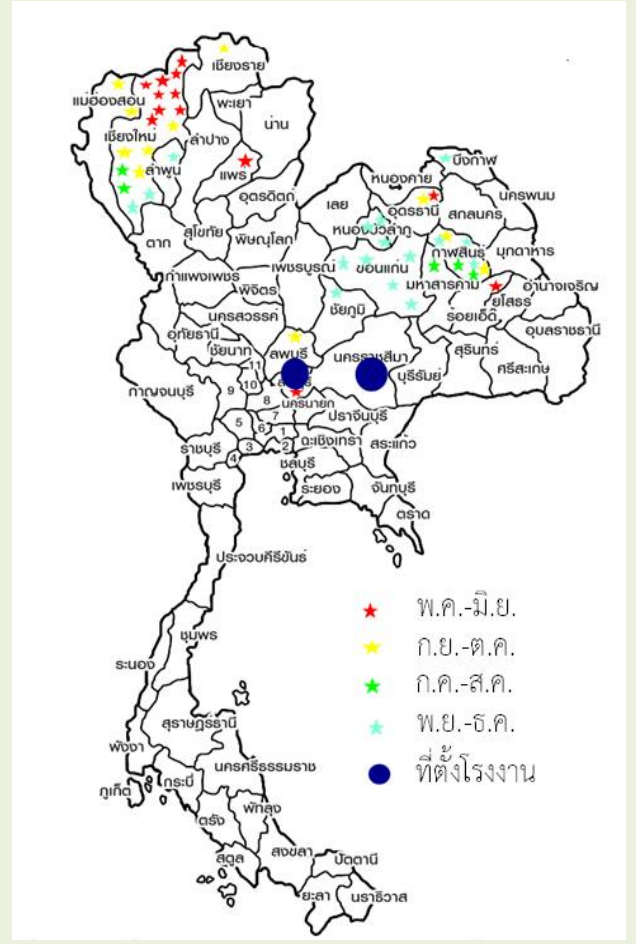 เชียงราย
แม่ฮ่องสอน
พะเยา
น่าน
เชียงใหม่
ลำปาง
ลำพูน
แพร่
อุตรดิตถ์
บึงกาฬ
หนองคาย
เลย
อุดรธานี
นครพนม
สกลนคร
หนองบัวลำภู
ตาก
สุโขทัย
พิษณุโลก
กาฬสินธุ์
มุกดาหาร
กำแพงเพชร
เพชรบูรณ์
ขอนแก่น
พิจิตร
มหาสารคาม
ยโสธร
อำนาจเจริญ
ชัยภูมิ
ร้อยเอ็ด
นครสวรรค์
อุบลราชธานี
อุทัยธานี
ชัยนาท
ลพบุรี
นครราชสีมา
บุรีรัมย์
สุรินทร์
ศรีสะเกษ
กาญจนบุรี
11
9
10
8
นครนายก
ปราจีนบุรี
7
5
6
1
ฉะเชิงเทรา
สระแก้ว
ราชบุรี
3
2
4
ชลบุรี
เพชรบุรี
ระยอง
จันทบุรี
ตราด
ประจวบคีรีขันธ์
ชุมพร
ระนอง
สุราษฎร์ธานี
พังงา
นครศรีธรรมราช
กระบี่
ภูเก็ต
พัทลุง
ตรัง
สตูล
สงขลา
ปัตตานี
ยะลา
นราธิวาส
พ.ค.-มิ.ย.
ก.ย.-ต.ค.
ก.ค.-ส.ค.
พ.ย.-ธ.ค.
ที่ตั้งโรงงาน